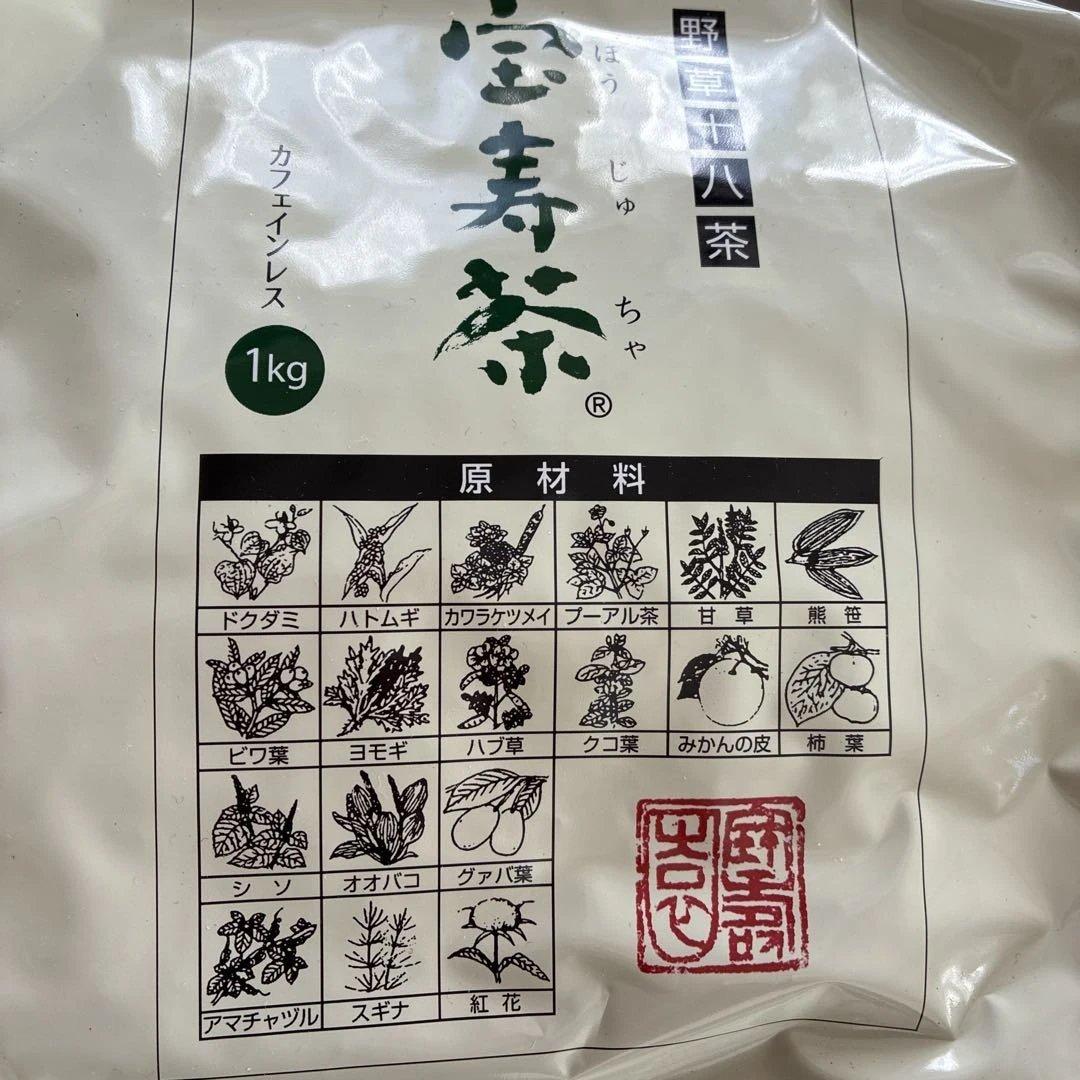 野草十八茶
宝寿茶
ほうじゅちゃ
®
カフェインレス
1kg
原材料
ドクダミ ハトムギ カワラケツメイ プーアル茶 甘草 熊笹
ビワ葉 ヨモギ ハブ草 クコ葉 みかんの皮 柿葉
シソ オオバコ グァバ葉
アマチャヅル スギナ 紅花